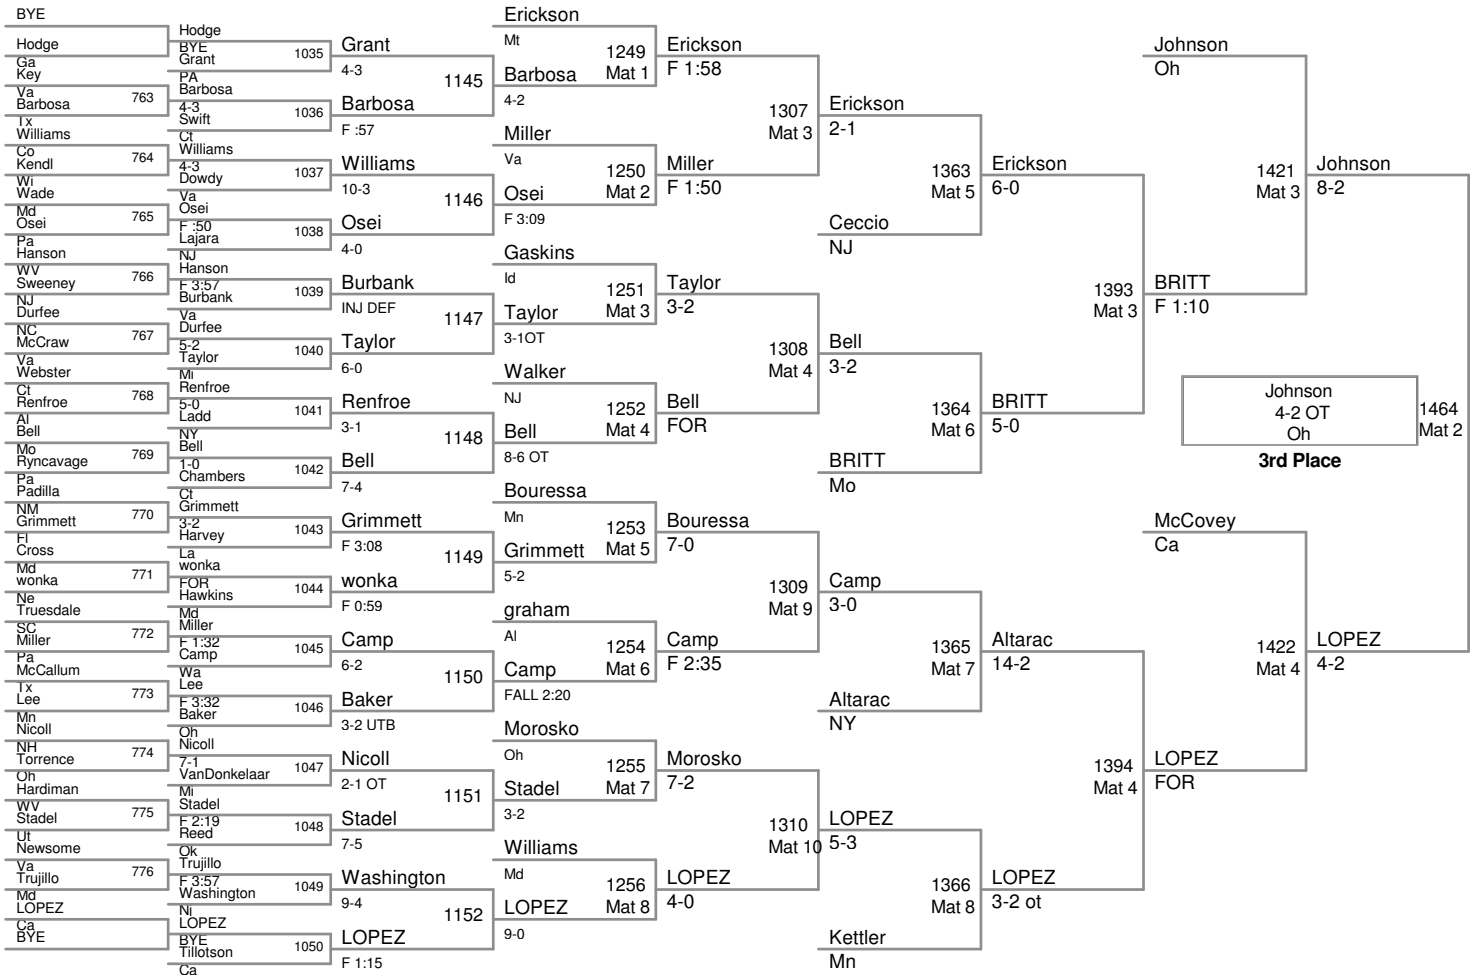 BYE
Hodge
Ga
Key
Va
763
Barbosa
Tx
Williams
Co
764
Kendl
Wi
Wade
Md
765
Osei
Pa
Hanson
WV
766
Sweeney
NJ
Durfee
NC
767
McCraw
Va
Webster
Ct
768
Renfroe
Al
Bell
Mo
769
Ryncavage
Pa
Padilla
NM
770
Grimmett
Fl
Cross
Md
771
wonka
Ne
Truesdale
SC
772
Miller
Pa
McCallum
Tx
773
Lee
Mn
Nicoll
NH
774
Torrence
Oh
Hardiman
WV
775
Stadel
Ut
Newsome
Va
776
Trujillo
Md
LOPEZ
Ca
BYE
Hodge
BYE
1035
Grant
PA
Barbosa
4-3
1036
Swift
Ct
Williams
4-3
1037
Dowdy
Va
Osei
F :50
1038
Lajara
NJ
Hanson
F 3:57
1039
Burbank
Va
Durfee
5-2
1040
Taylor
Mi
Renfroe
5-0
1041
Ladd
NY
Bell
1-0
1042
Chambers
Ct
Grimmett
3-2
1043
Harvey
La
wonka
FOR
1044
Hawkins
Md
Miller
F 1:32
1045
Camp
Wa
Lee
F 3:32
1046
Baker
Oh
Nicoll
7-1
1047
VanDonkelaar
Mi
Stadel
F 2:19
1048
Reed
Ok
Trujillo
F 3:57
1049
Washington
Ni
LOPEZ
BYE
1050
Tillotson
Ca
Grant
4-3
1145
Barbosa
F :57
Williams
10-3
1146
Osei
4-0
Burbank
INJ DEF
1147
Taylor
6-0
Renfroe
3-1
1148
Bell
7-4
Grimmett
F 3:08
1149
wonka
F 0:59
Camp
6-2
1150
Baker
3-2 UTB
Nicoll
2-1 OT
1151
Stadel
7-5
Washington
9-4
1152
LOPEZ
F 1:15
Erickson
Mt
1249
Mat 1
Barbosa
4-2
Miller
Va
1250
Mat 2
Osei
F 3:09
Gaskins
Id
1251
Mat 3
Taylor
3-1OT
Walker
NJ
1252
Mat 4
Bell
8-6 OT
Bouressa
Mn
1253
Mat 5
Grimmett
5-2
graham
Al
1254
Mat 6
Camp
FALL 2:20
Morosko
Oh
1255
Mat 7
Stadel
3-2
Williams
Md
1256
Mat 8
LOPEZ
9-0
Erickson
F 1:58
1307
Mat 3
Miller
F 1:50
Taylor
3-2
1308
Mat 4
Bell
FOR
Bouressa
7-0
1309
Mat 9
Camp
F 2:35
Morosko
7-2
1310
Mat 10
LOPEZ
4-0
Erickson
2-1
1363
Mat 5
Ceccio
NJ
Bell
3-2
1364
Mat 6
BRITT
Mo
Camp
3-0
1365
Mat 7
Altarac
NY
LOPEZ
5-3
1366
Mat 8
Kettler
Mn
Erickson
6-0
1393
Mat 3
BRITT
5-0
Altarac
14-2
1394
Mat 4
LOPEZ
3-2 ot
Johnson
Oh
1421
Mat 3
BRITT
F 1:10
McCovey
Ca
1422
Mat 4
LOPEZ
FOR
Johnson
8-2
LOPEZ
4-2
Johnson
4-2 OT
Oh
3rd Place
1464
Mat 2